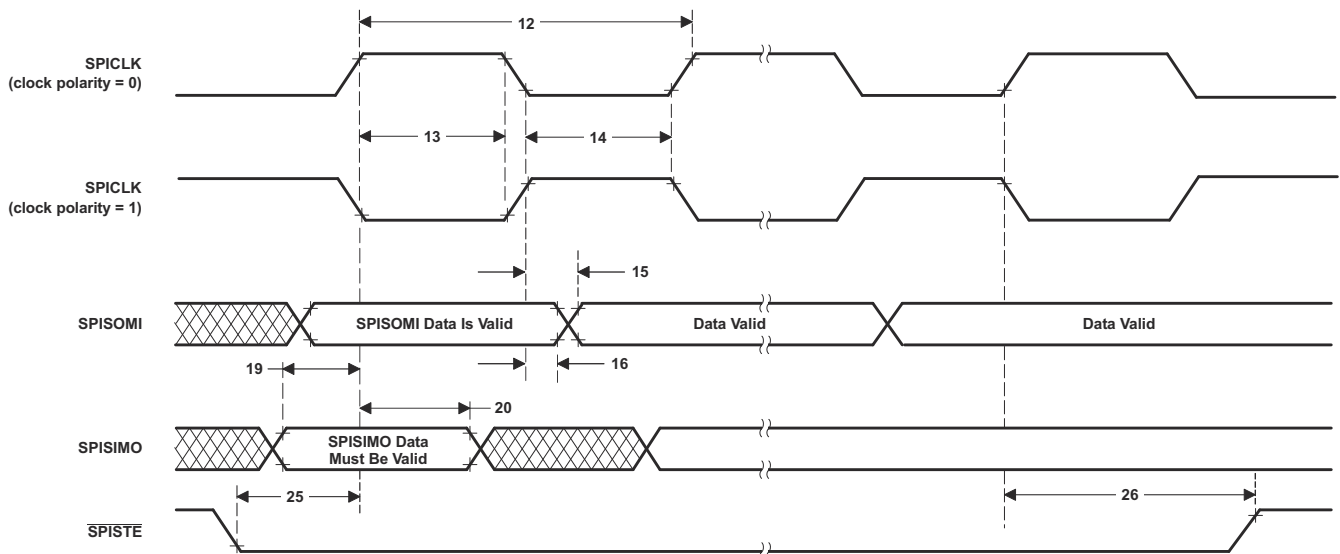 12
SPICLK
(clock polarity = 0)
13
14
SPICLK
(clock polarity = 1)
15
SPISOMI
SPISOMI Data Is Valid
Data Valid
Data Valid
16
19
20
SPISIMO
SPISIMO Data
Must Be Valid
25
26
SPISTE